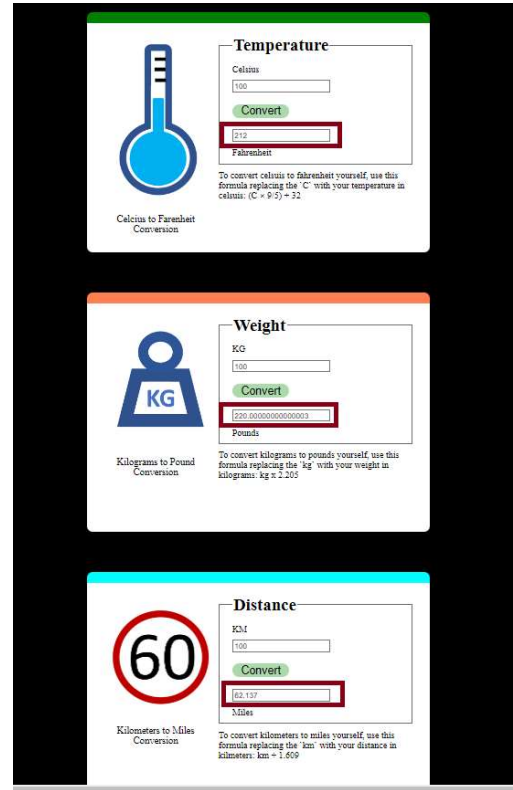 Temperature
Celsius
100
Convert
212
Fahrenheit
To convert celsuis to fahrenheit yourself, use this
formula replacing the `C` with your temperature in
celsuis: (C × 9/5) + 32
Celcius to Farenheit
Conversion
Weight
KG
100
Convert
220.00000000000003
Pounds
KG
To convert kilograms to pounds yourself, use this
formula replacing the `kg` with your weight in
kilograms: kg x 2.205
Kilograms to Pound
Conversion
Distance
KM
100
Convert
62.137
Miles
60
To convert kilometers to miles yourself, use this
formula replacing the `km` with your distance in
kilmeters: km ÷ 1.609
Kilometers to Miles
Conversion